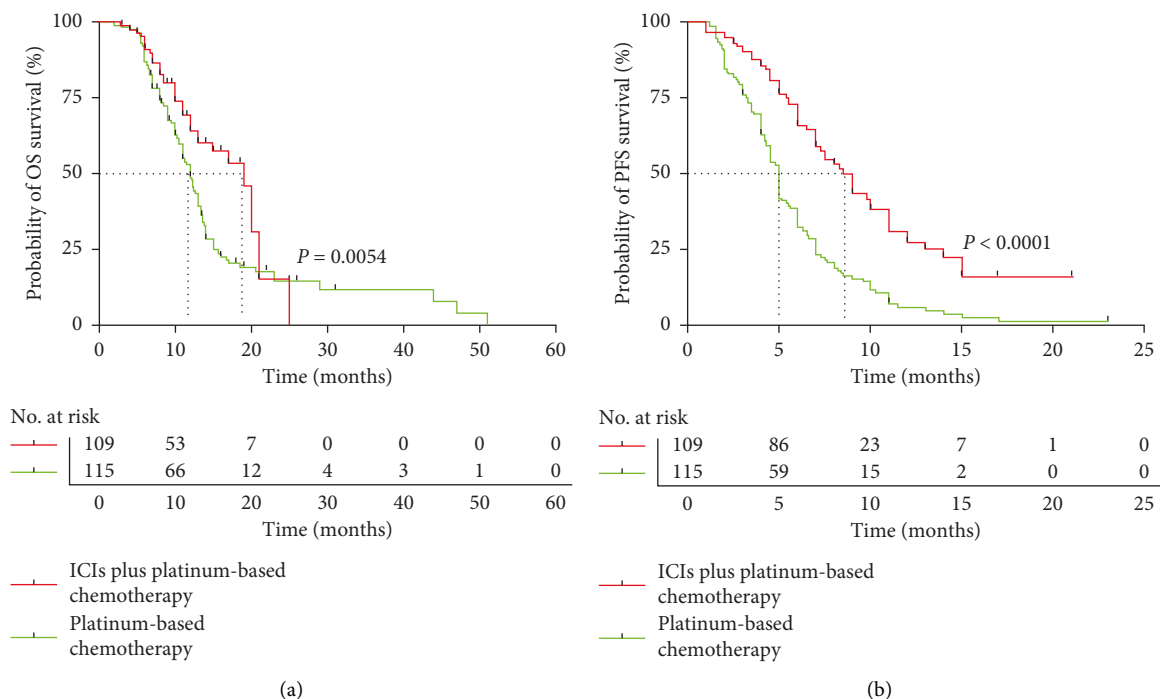 100
75
50
25
0
Probability of OS survival (%)
P = 0.0054
0 10 20 30 40 50 60
Time (months)
No. at risk
109 53 7 0 0 0 0
115 66 12 4 3 1 0
0 10 20 30 40 50 60
Time (months)
ICIs plus platinum-based
chemotherapy
Platinum-based
chemotherapy
(a)
100
75
50
25
0
Probability of PFS survival (%)
P < 0.0001
0 5 10 15 20 25
Time (months)
No. at risk
109 86 23 7 1 0
115 59 15 2 0 0
0 5 10 15 20 25
Time (months)
ICIs plus platinum-based
chemotherapy
Platinum-based
chemotherapy
(b)